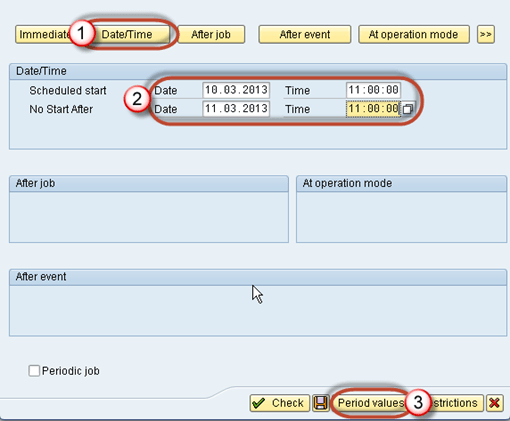 Immediate 1 Date/Time After job After event At operation mode >>
Date/Time
Scheduled start Date 10.03.2013 Time 11:00:00
2
No Start After Date 11.03.2013 Time 11:00:00
After job At operation mode
After event
Periodic job
Check Period values 3 strictions